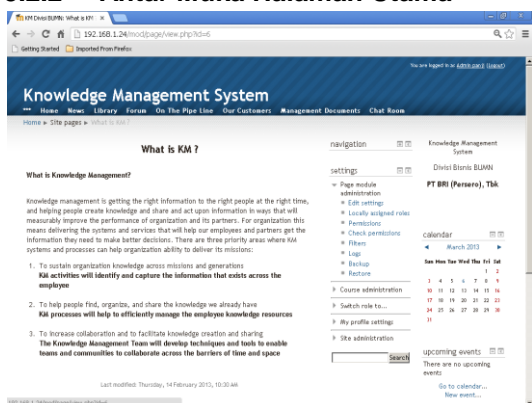 KM Divisi BUMN: What is KM
192.168.1.24/mod/page/view.php?id=6
Getting Started
Imported From Firefox
You are logged in as Admin
(Logout)
Knowledge Management System
Home News Library Forum On The Pipe Line Our Customers Management Documents Chat Room
Home ► Site pages ► What is KM ?
What is KM ?
What is Knowledge Management?
Knowledge management is getting the right information to the right people at the right time,
and helping people create knowledge and share and act upon information in ways that will
measurably improve the performance of organization and its partners. For organization this
means delivering the systems and services that will help our employees and partners get the
information they need to make better decisions. There are three priority areas where KM
systems and processes can help organization ability to deliver its missions:
1. To sustain organization knowledge across missions and generations
KM activities will identify and capture the information that exists across the
employee
2. To help people find, organize, and share the knowledge we already have
KM processes will help to efficiently manage the employee knowledge resources
3. To increase collaboration and to facilitate knowledge creation and sharing
The Knowledge Management Team will develop techniques and tools to enable
teams and communities to collaborate across the barriers of time and space
Last modified: Thursday, 14 February 2013, 10:30 AM
navigation
settings
Page module
administration
Edit settings
Locally assigned roles
Permissions
Check permissions
Filters
Logs
Backup
Restore
Course administration
Switch role to...
My profile settings
Site administration
Search
Knowledge Management
System
Divisi Bisnis BUMN
PT BRI (Persero), Tbk
calendar
◄ March 2013 ►
Sun Mon Tue Wed Thu Fri Sat
1 2
3 4 5 6 7 8 9
10 11 12 13 14 15 16
17 18 19 20 21 22 23
24 25 26 27 28 29 30
31
upcoming events
There are no upcoming
events
Go to calendar...
New event...